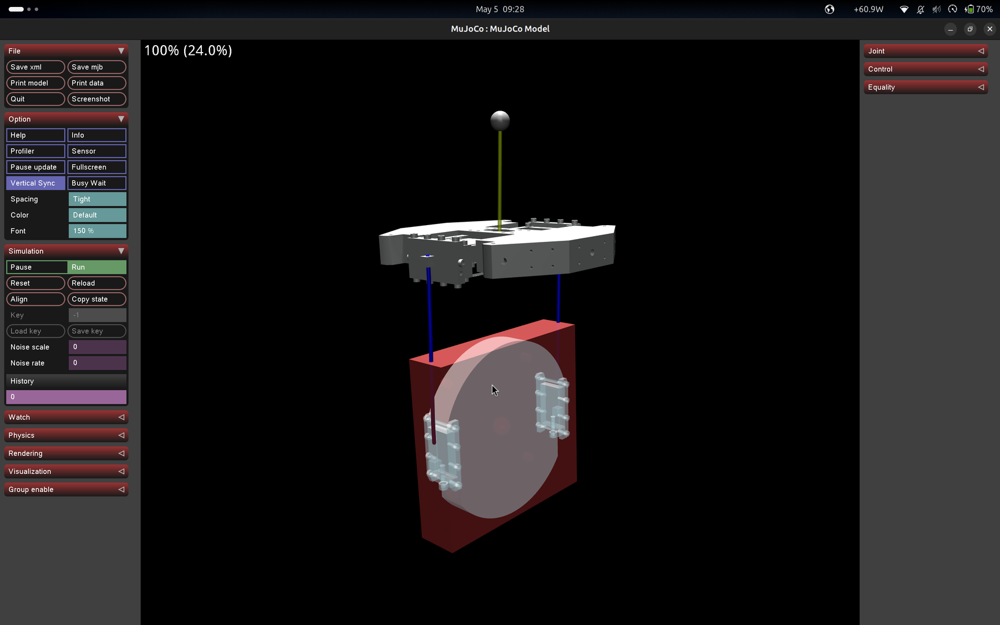 May 5 09:28
+60.9W
70%
MuJoCo : MuJoCo Model
File
Save xml
Save mjb
Print model
Print data
Quit
Screenshot
Option
Help
Info
Profiler
Sensor
Pause update
Fullscreen
Vertical Sync
Busy Wait
Spacing
Tight
Color
Default
Font
150 %
Simulation
Pause
Run
Reset
Reload
Align
Copy state
Key
-1
Load key
Save key
Noise scale
0
Noise rate
0
History
0
Watch
Physics
Rendering
Visualization
Group enable
100% (24.0%)
Joint
Control
Equality